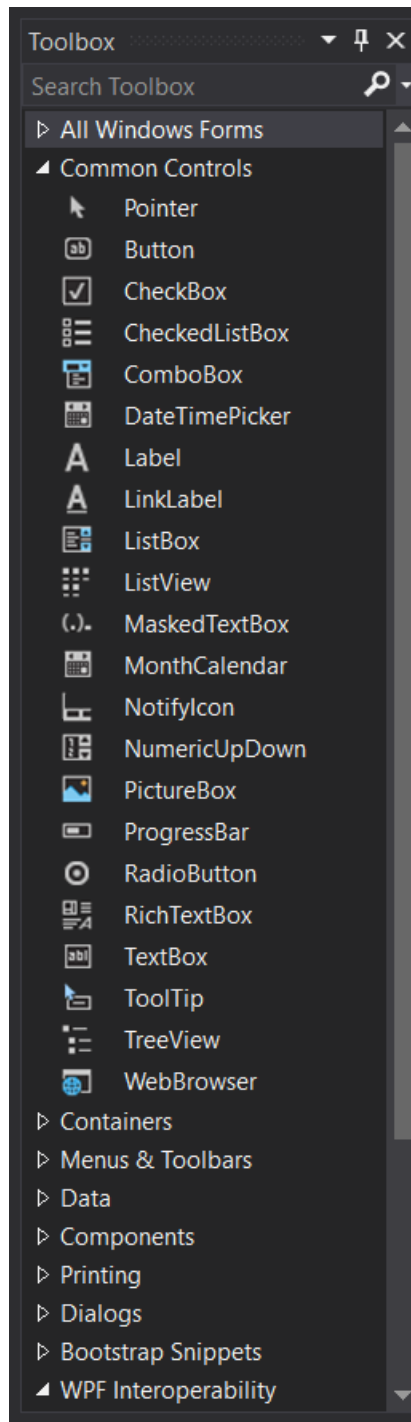 Toolbox
Search Toolbox
All Windows Forms
Common Controls
Pointer
Button
CheckBox
CheckedListBox
ComboBox
DateTimePicker
Label
LinkLabel
ListBox
ListView
MaskedTextBox
MonthCalendar
NotifyIcon
NumericUpDown
PictureBox
ProgressBar
RadioButton
RichTextBox
TextBox
ToolTip
TreeView
WebBrowser
Containers
Menus & Toolbars
Data
Components
Printing
Dialogs
Bootstrap Snippets
WPF Interoperability